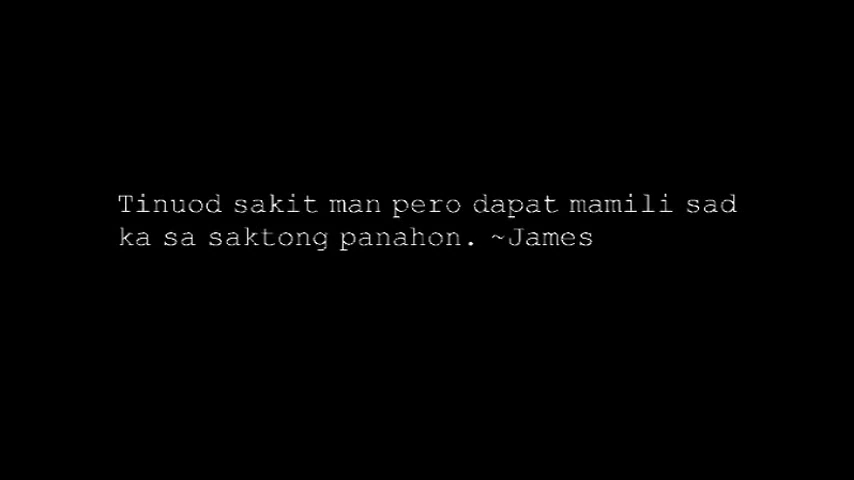 Tinuod sakit man pero dapat mamili sad
ka sa saktong panahon. ~James